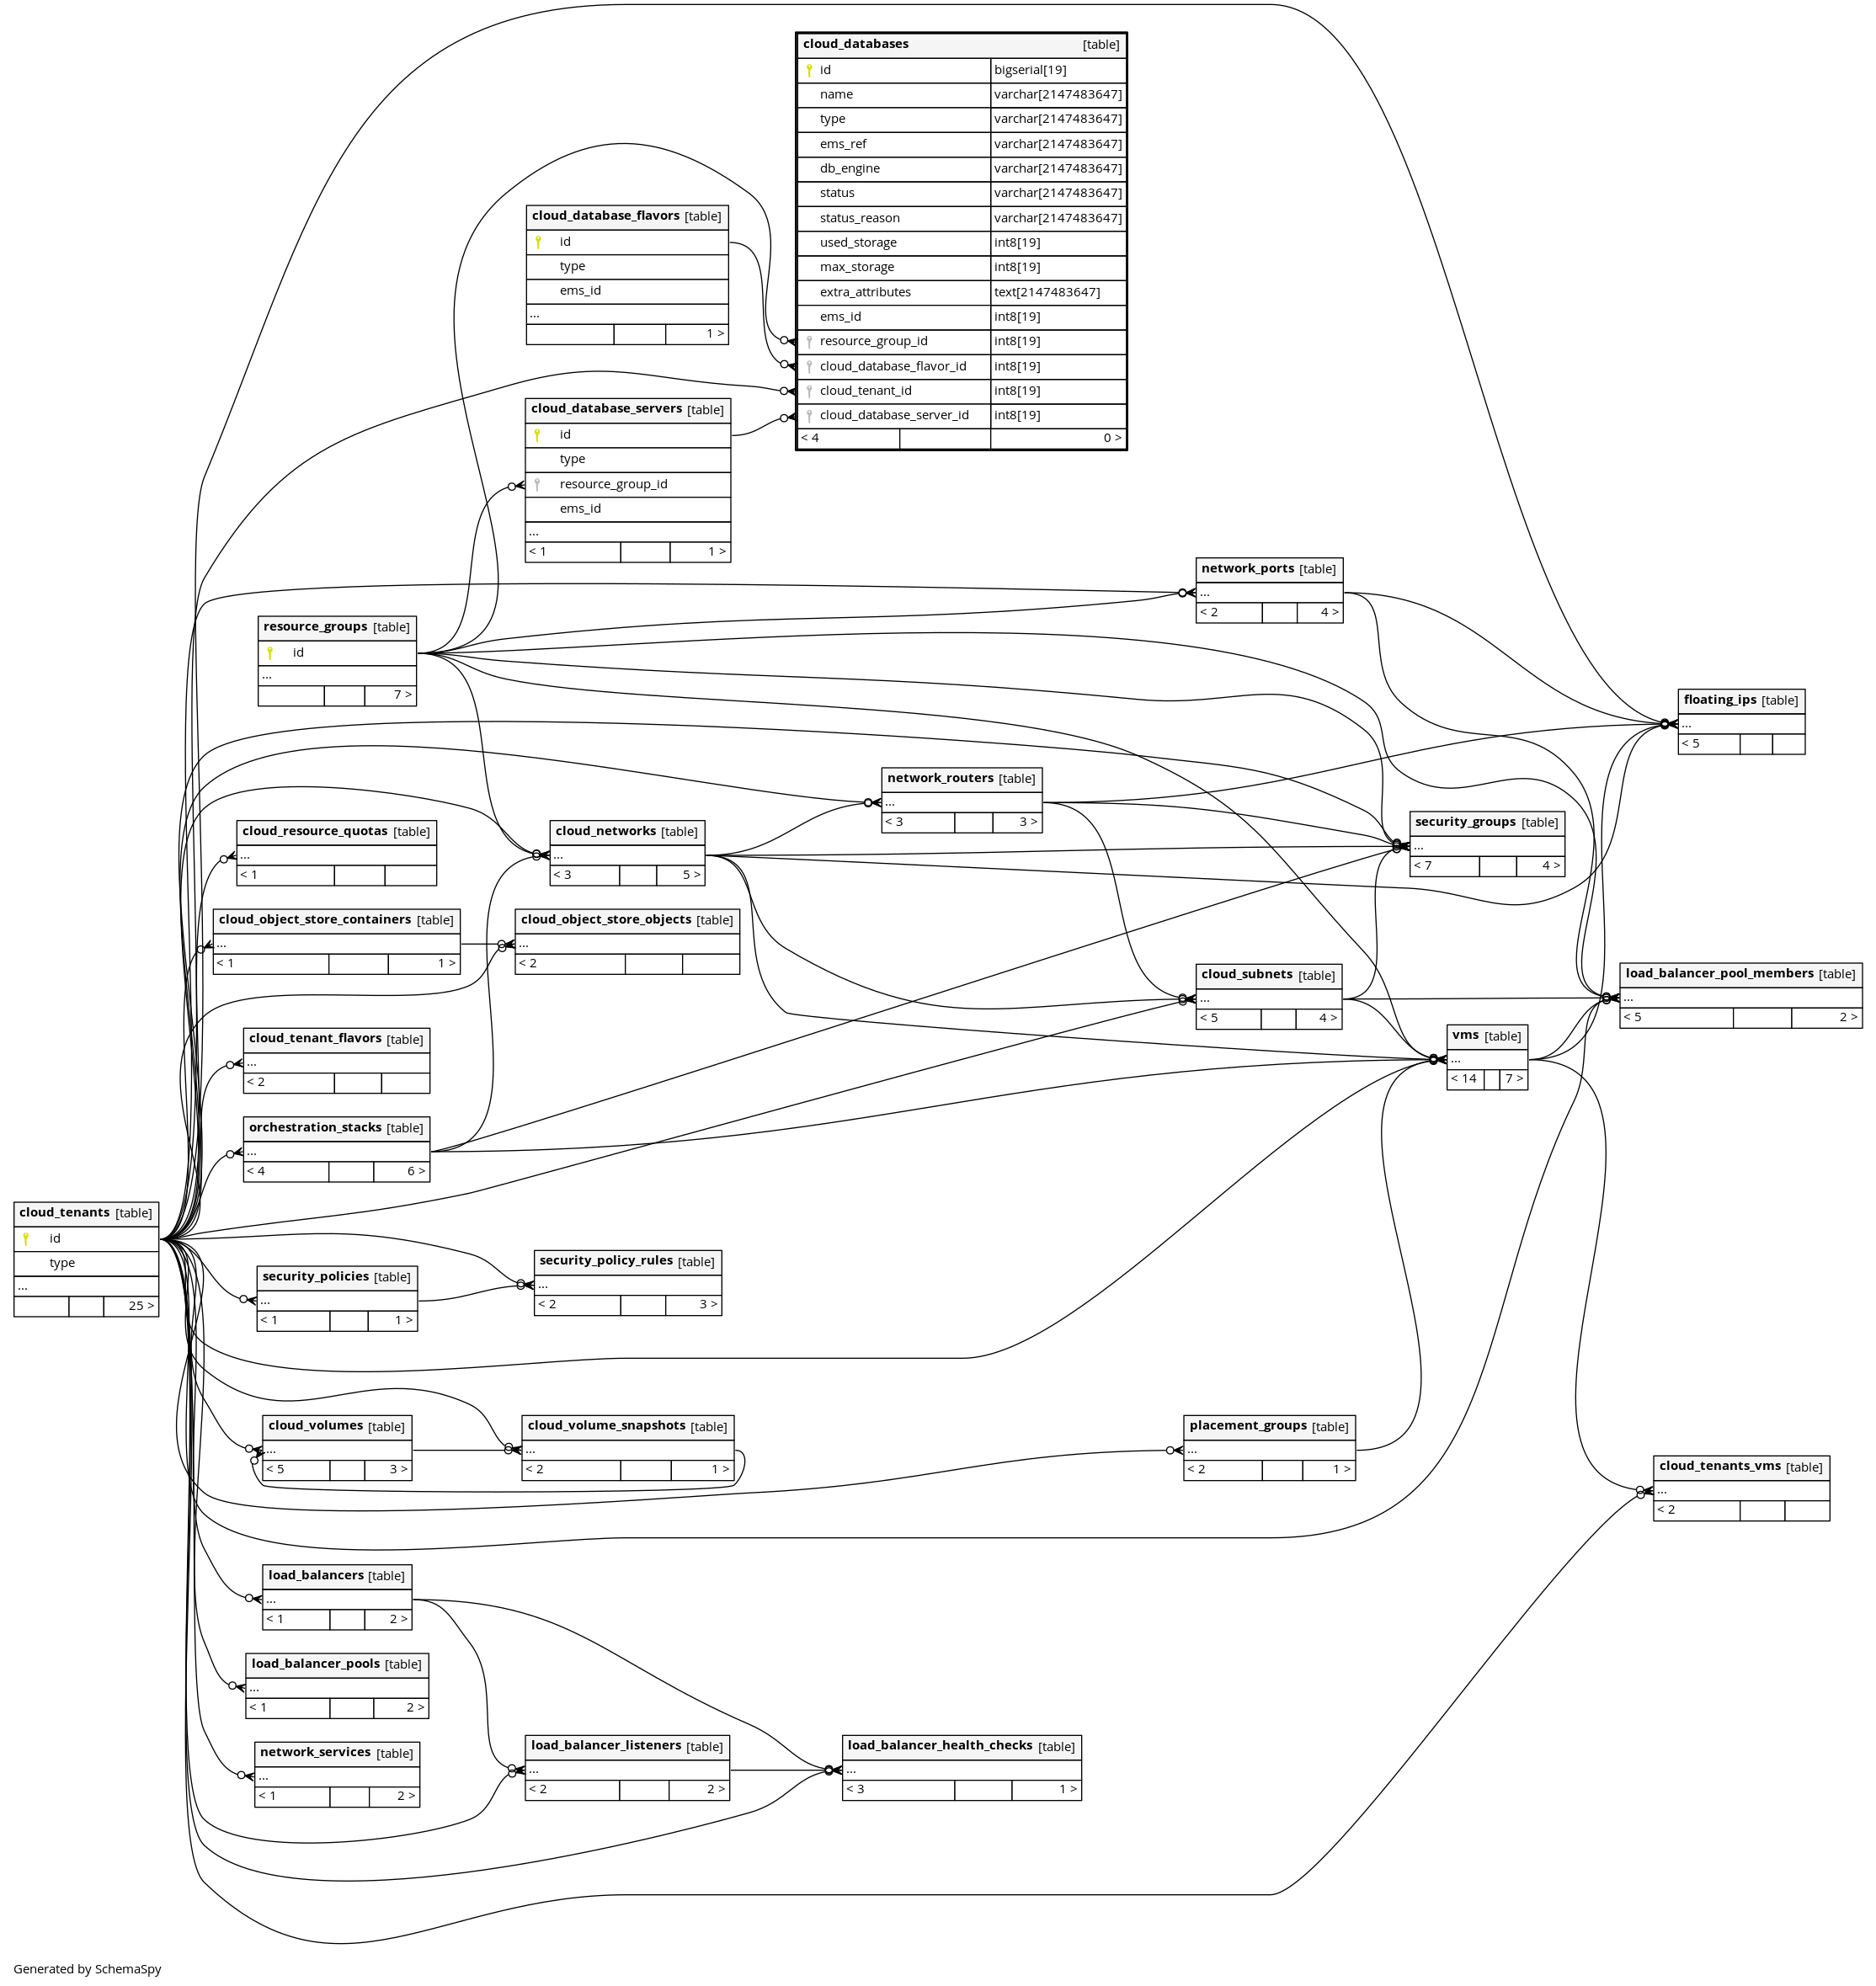 cloud_databases [table]
id bigserial[19]
name varchar[2147483647]
type varchar[2147483647]
ems_ref varchar[2147483647]
db_engine varchar[2147483647]
status varchar[2147483647]
status_reason varchar[2147483647]
used_storage int8[19]
max_storage int8[19]
extra_attributes text[2147483647]
ems_id int8[19]
resource_group_id int8[19]
cloud_database_flavor_id int8[19]
cloud_tenant_id int8[19]
cloud_database_server_id int8[19]
< 4 0 >
cloud_database_flavors [table]
id
type
ems_id
...
1 >
cloud_database_servers [table]
id
type
resource_group_id
ems_id
...
< 1 1 >
network_ports [table]
...
< 2 4 >
resource_groups [table]
id
...
7 >
floating_ips [table]
...
< 5
network_routers [table]
...
< 3 3 >
security_groups [table]
...
< 7 4 >
cloud_resource_quotas [table]
...
< 1
cloud_networks [table]
...
< 3 5 >
cloud_object_store_containers [table]
...
< 1 1 >
cloud_object_store_objects [table]
...
< 2
cloud_subnets [table]
...
< 5 4 >
load_balancer_pool_members [table]
...
< 5 2 >
cloud_tenant_flavors [table]
...
< 2
vms [table]
...
< 14 7 >
orchestration_stacks [table]
...
< 4 6 >
cloud_tenants [table]
id
type
...
25 >
security_policies [table]
...
< 1 1 >
security_policy_rules [table]
...
< 2 3 >
cloud_volumes [table]
...
< 5 3 >
cloud_volume_snapshots [table]
...
< 2 1 >
placement_groups [table]
...
< 2 1 >
cloud_tenants_vms [table]
...
< 2
load_balancers [table]
...
< 1 2 >
load_balancer_pools [table]
...
< 1 2 >
network_services [table]
...
< 1 2 >
load_balancer_listeners [table]
...
< 2 2 >
load_balancer_health_checks [table]
...
< 3 1 >
Generated by SchemaSpy